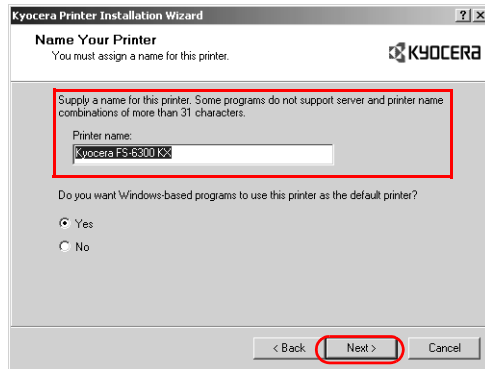 Kyocera Printer Installation Wizard
Name Your Printer
You must assign a name for this printer.
KYOCERA
Supply a name for this printer. Some programs do not support server and printer name
combinations of more than 31 characters.
Printer name:
Kyocera FS-6300 KX
Do you want Windows-based programs to use this printer as the default printer?
Yes
No
< Back
Next >
Cancel